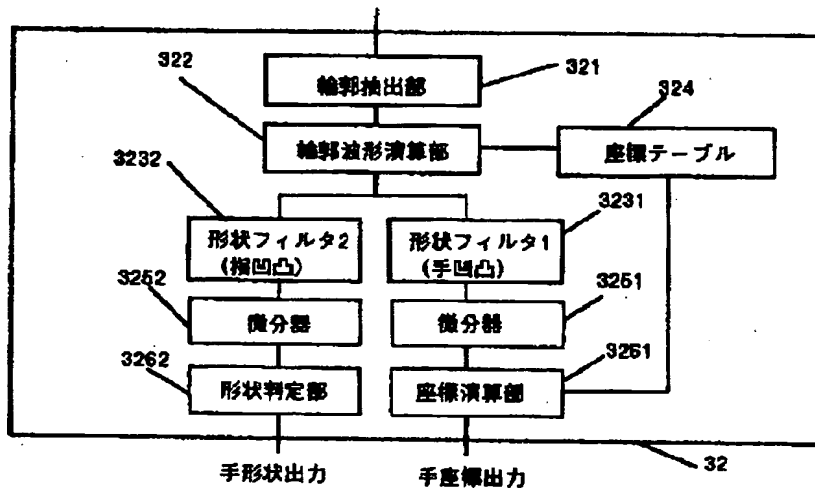 322
輪郭抽出部
321
324
輪郭波形演算部
座標テーブル
3232
3231
形状フィルタ2
(指凹凸)
形状フィルタ1
(手凹凸)
3252
微分器
微分器
3251
3262
形状判定部
座標演算部
3261
手形状出力
手座標出力
32